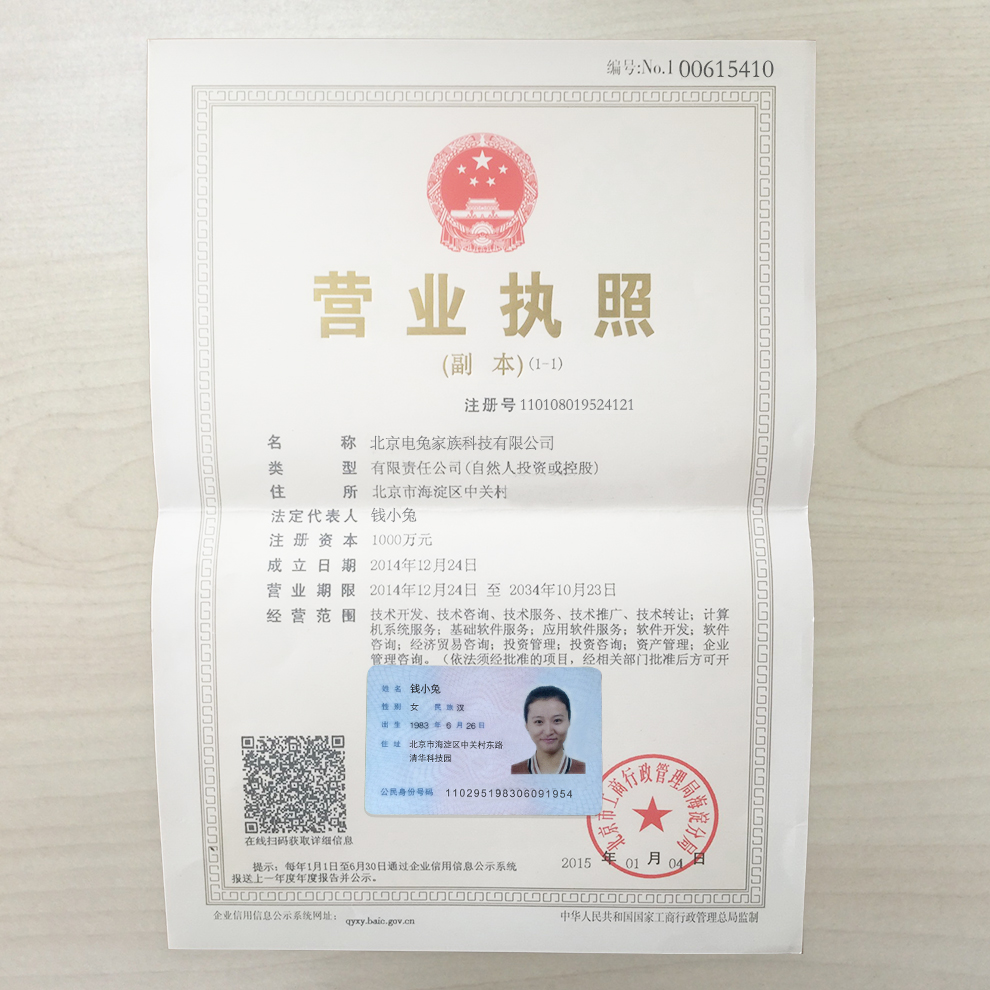 编号:No.1 00615410
营业执照
(副 本)(1-1)
注册号 110108019524121
名称 北京电兔家族科技有限公司
类型 有限责任公司(自然人投资或控股)
住所 北京市海淀区中关村
法定代表人 钱小兔
注册资本 1000万元
成立日期 2014年12月24日
营业期限 2014年12月24日 至 2034年10月23日
经营范围 技术开发、技术咨询、技术服务、技术推广、技术转让；计算
机系统服务；基础软件服务；应用软件服务；软件开发；软件
咨询；经济贸易咨询；投资管理；投资咨询；资产管理；企业
管理咨询。（依法须经批准的项目，经相关部门批准后方可开
姓名 钱小兔
性别 女 民族 汉
出生 1983 年 6 月 26 日
住址 北京市海淀区中关村东路
清华科技园
公民身份号码 110295198306091954
在线扫码获取详细信息
北京市工商行政管理局海淀分局
2015 年 01 月 04 日
提示：每年1月1日至6月30日通过企业信用信息公示系统
报送上一年度年度报告并公示。
企业信用信息公示系统网址： qyxy.baic.gov.cn
中华人民共和国国家工商行政管理总局监制